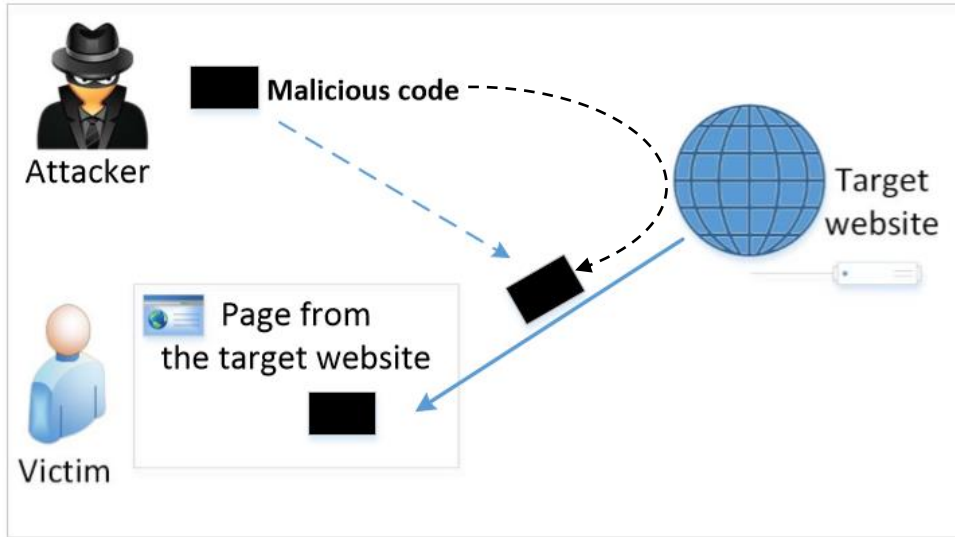 Malicious code
Attacker
Target
website
Page from
the target website
Victim